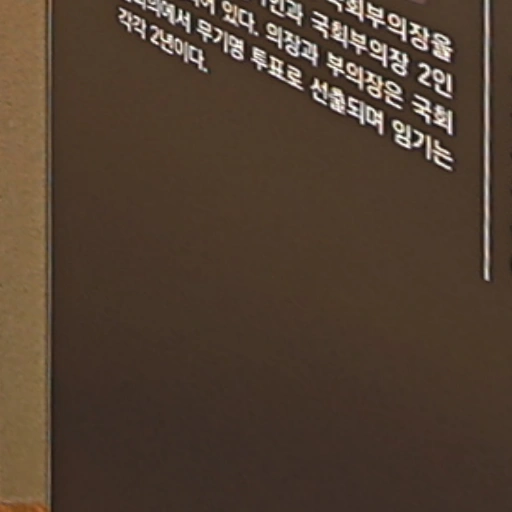 국회부의장을
국회부의장 2인
있다. 의장과 부의장은 국회
무기명 투표로 선출되며 임기는
각각 2년이다.